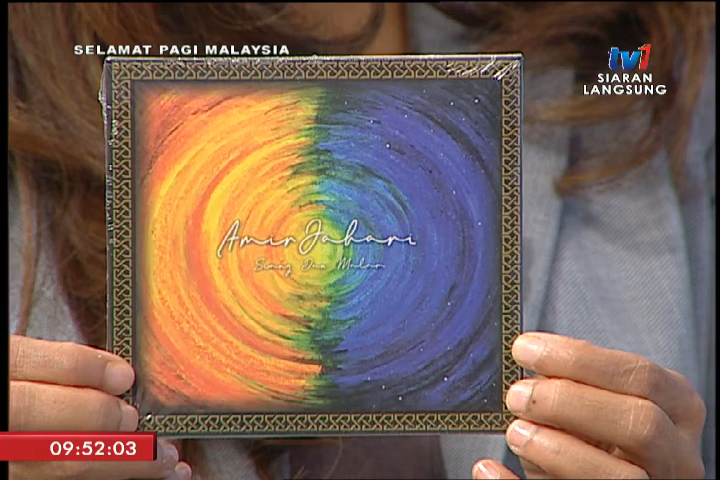 SELAMAT PAGI MALAYSIA
tv1
SIARAN
LANGSUNG
Amir Jahari
Siang Dan Malam
09:52:03